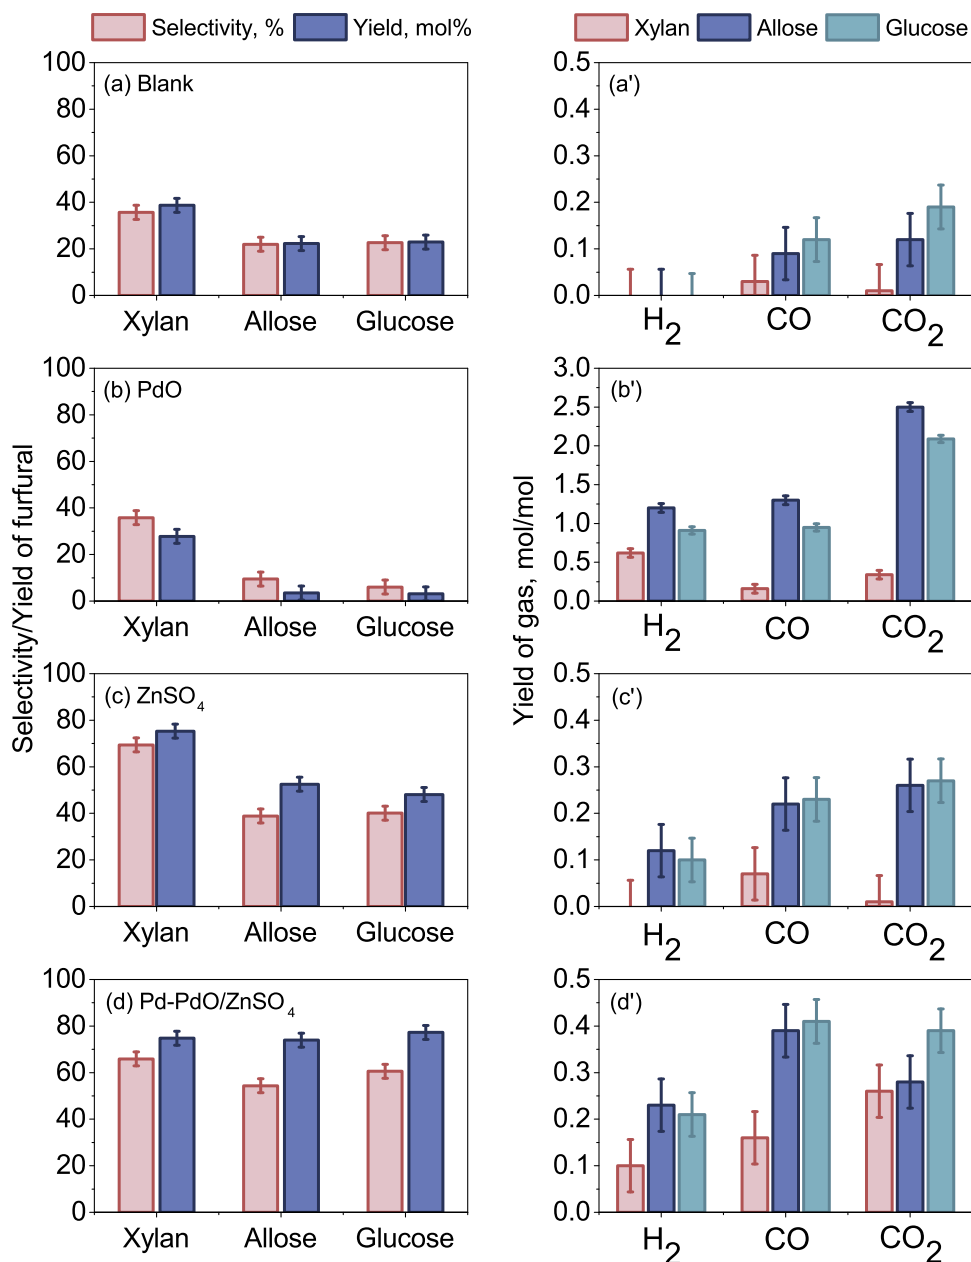 Selectivity, % Yield, mol%
Xylan Allose Glucose
Selectivity/Yield of furfural
Yield of gas, mol/mol
(a) Blank
100
80
60
40
20
0
Xylan Allose Glucose
(a')
0.5
0.4
0.3
0.2
0.1
0.0
H₂ CO CO₂
(b) PdO
100
80
60
40
20
0
Xylan Allose Glucose
(b')
3.0
2.5
2.0
1.5
1.0
0.5
0.0
H₂ CO CO₂
(c) ZnSO₄
100
80
60
40
20
0
Xylan Allose Glucose
(c')
0.5
0.4
0.3
0.2
0.1
0.0
H₂ CO CO₂
(d) Pd-PdO/ZnSO₄
100
80
60
40
20
0
Xylan Allose Glucose
(d')
0.5
0.4
0.3
0.2
0.1
0.0
H₂ CO CO₂